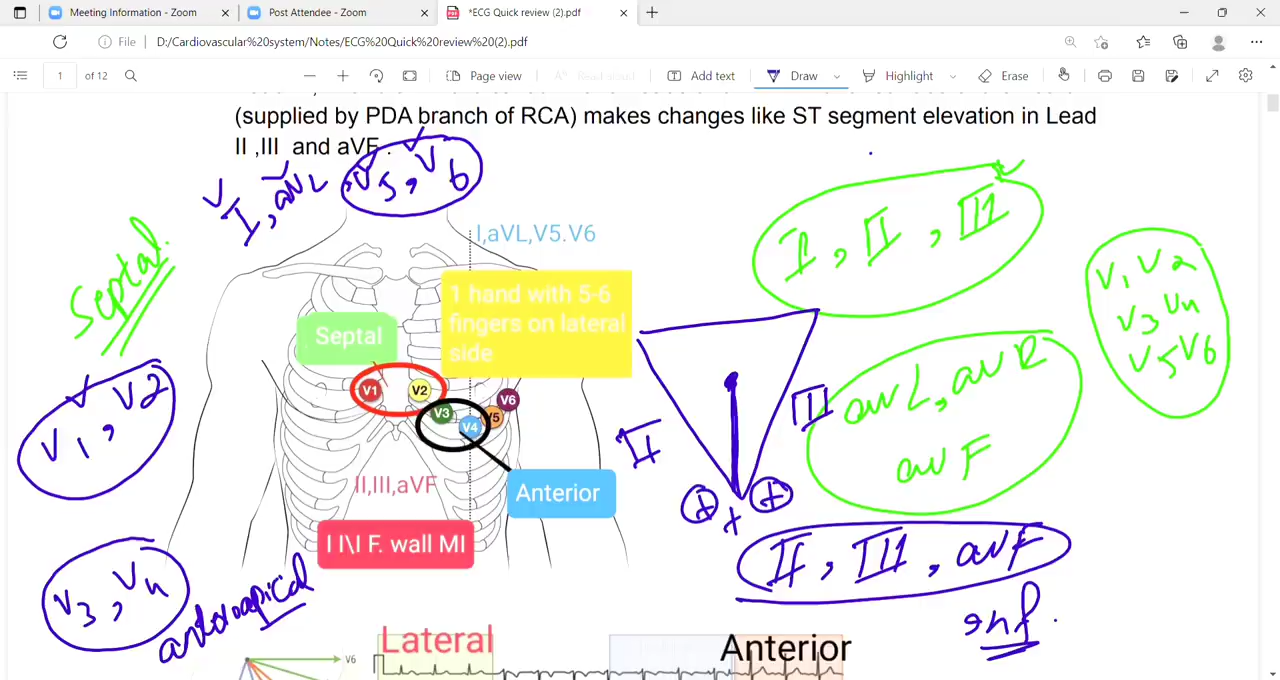 Meeting Information - Zoom
Post Attendee - Zoom
*ECG Quick review (2).pdf
File
D:/Cardiovascular%20system/Notes/ECG%20Quick%20review%20(2).pdf
1 of 12
Page view
Read aloud
Add text
Draw
Highlight
Erase
(supplied by PDA branch of RCA) makes changes like ST segment elevation in Lead
II ,III and aVF .
I, aVL, V5, V6
I,aVL,V5.V6
Septal
I, II, III
V1 V2
V3 V4
V5 V6
1 hand with 5-6
fingers on lateral
side
Septal
V1
V2
V3
V4
V5
V6
V1, V2
II
III
aVL, aVR
aVF
II,III,aVF
Anterior
I I\I F. wall MI
+ + +
II, III, aVF
Inf.
V3, V4
anteroapical
Lateral
Anterior
V6